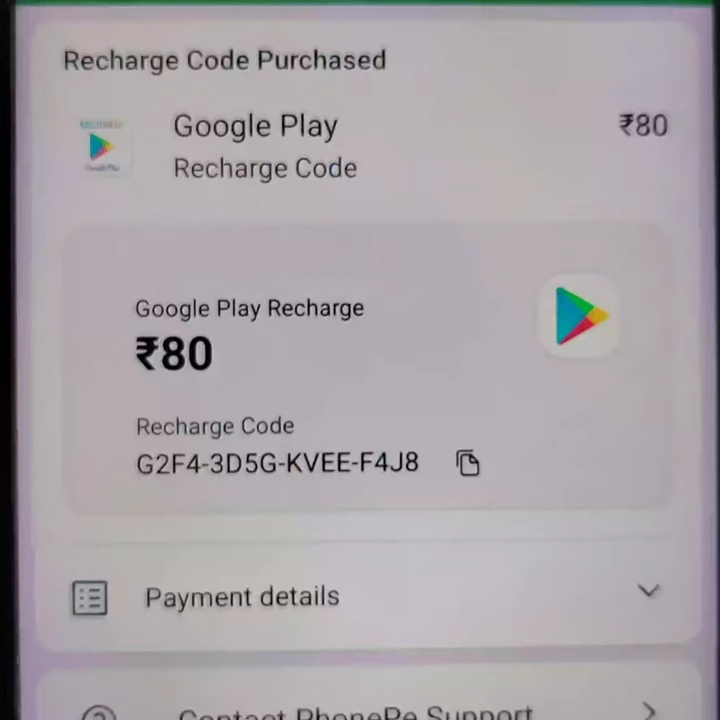 Recharge Code Purchased
Google Play
₹80
Recharge Code
Google Play Recharge
₹80
Recharge Code
G2F4-3D5G-KVEE-F4J8
Payment details
Contact PhonePe Support